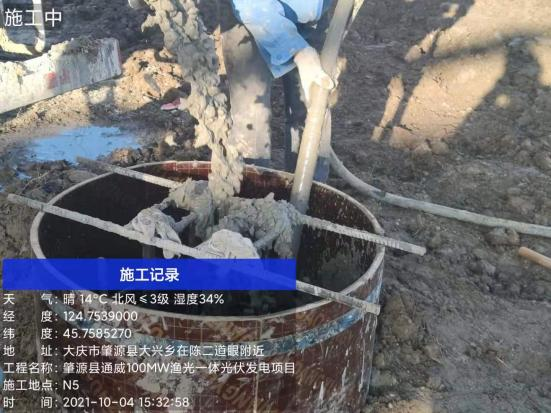 施工中
施工记录
天 气: 晴 14°C 北风≤3级 湿度34%
经 度: 124.7539000
纬 度: 45.7585270
地 址: 大庆市肇源县大兴乡在陈二道眼附近
工程名称: 肇源县通威100MW渔光一体光伏发电项目
施工地点: N5
2021-10-04 15:32:58